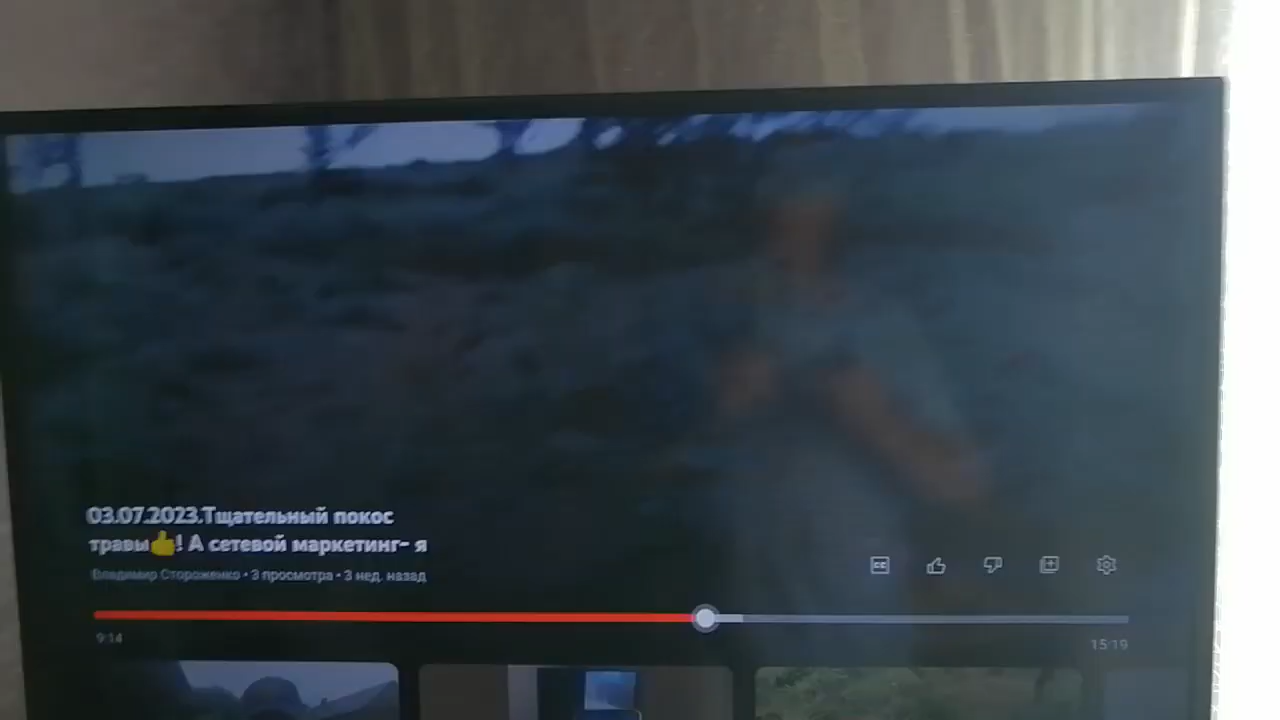 03.07.2023.Тщательный покос
травы👍! А сетевой маркетинг- я
Владимир Стороженко • 3 просмотра • 3 нед. назад
CC
9:14
15:19